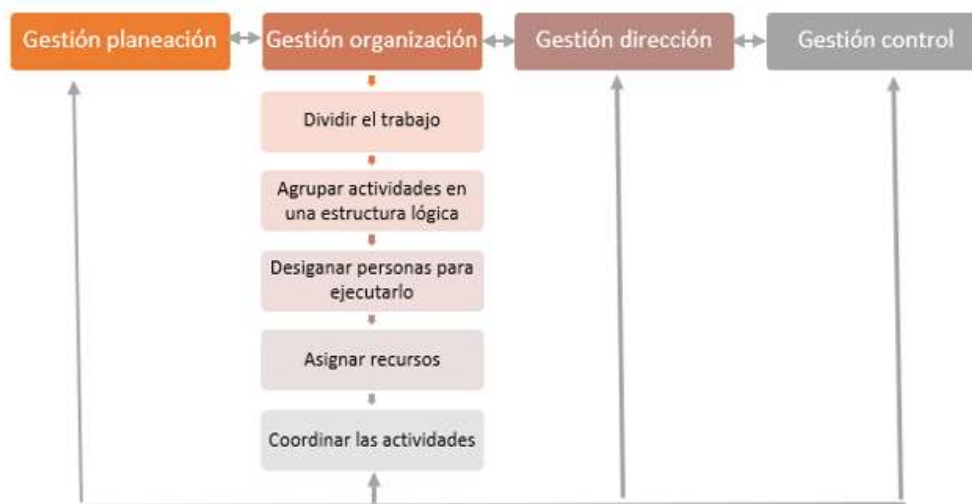 Gestión planeación
Gestión organización
Gestión dirección
Gestión control
Dividir el trabajo
Agrupar actividades en
una estructura lógica
Desiganar personas para
ejecutarlo
Asignar recursos
Coordinar las actividades